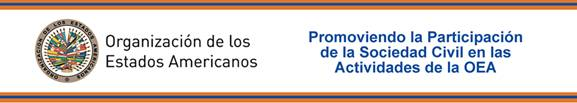 Organización de los
Estados Americanos
Promoviendo la Participación
de la Sociedad Civil en las
Actividades de la OEA